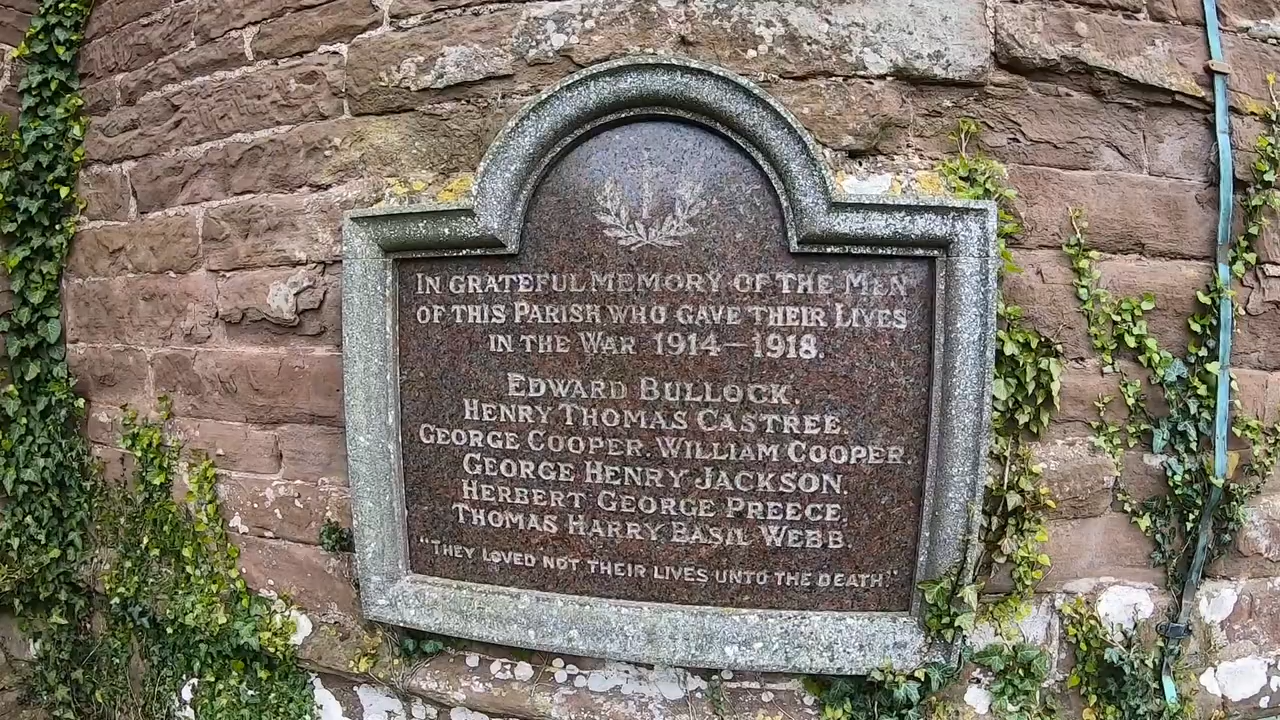 In grateful memory of the Men
of this Parish who gave their Lives
in the War 1914–1918.
Edward Bullock.
Henry Thomas Castree.
George Cooper. William Cooper.
George Henry Jackson.
Herbert George Preece.
Thomas Harry Basil Webb.
"They loved not their lives unto the death."